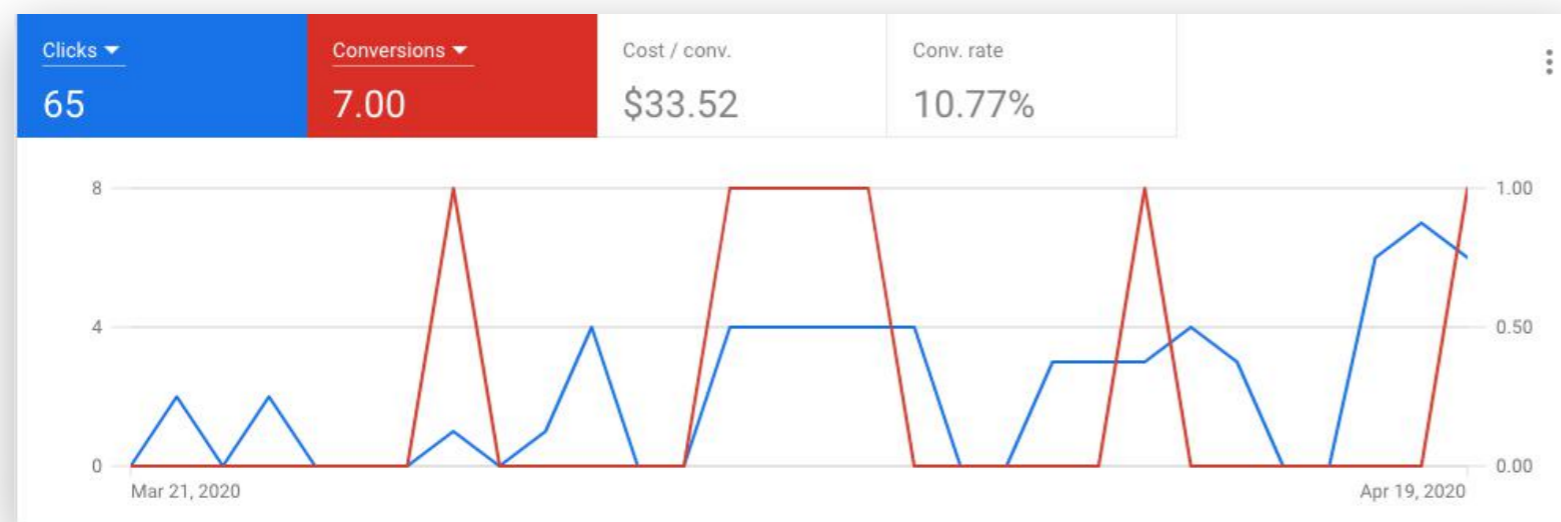 Clicks
Conversions
Cost / conv.
Conv. rate
65
7.00
$33.52
10.77%
8
1.00
4
0.50
0
0.00
Mar 21, 2020
Apr 19, 2020